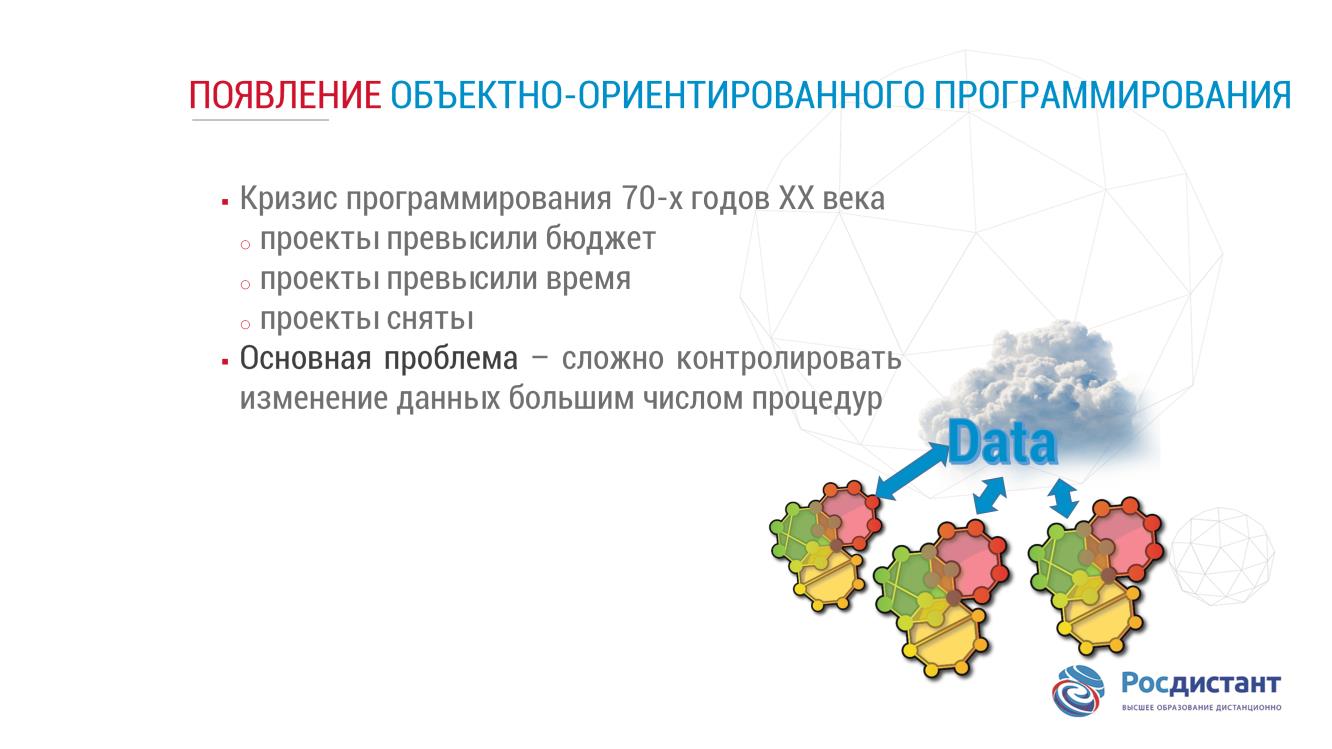 ПОЯВЛЕНИЕ ОБЪЕКТНО-ОРИЕНТИРОВАННОГО ПРОГРАММИРОВАНИЯ
Кризис программирования 70-х годов XX века
проекты превысили бюджет
проекты превысили время
проекты сняты
Основная проблема – сложно контролировать
изменение данных большим числом процедур
Data
Росдистант
ВЫСШЕЕ ОБРАЗОВАНИЕ ДИСТАНЦИОННО